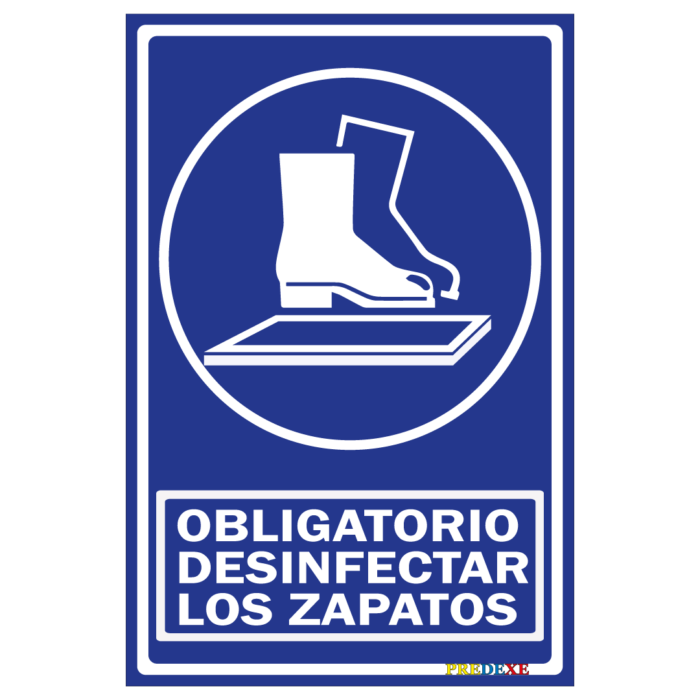 OBLIGATORIO
DESINFECTAR
LOS ZAPATOS
PREDEXE